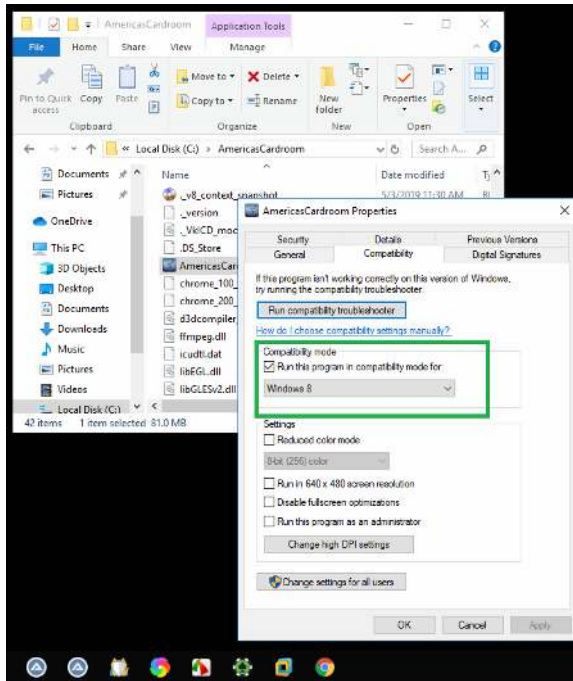 AmericasCardroom
Application Tools
File
Home
Share
View
Manage
Pin to Quick access
Copy
Paste
Move to
Copy to
Delete
Rename
New folder
Properties
Select
Clipboard
Organize
New
Open
« Local Disk (C:) › AmericasCardroom
Search A...
Documents
Pictures
OneDrive
This PC
3D Objects
Desktop
Documents
Downloads
Music
Pictures
Videos
Local Disk (C:)
Name
Date modified
._v8_context_snapshot
5/3/2019 11:30 AM
._version
.DS_Store
AmericasCar
chrome_100_
chrome_200_
d3dcompiler_
ffmpeg.dll
icudtl.dat
libEGL.dll
libGLESv2.dll
42 items
1 item selected
81.0 MB
AmericasCardroom Properties
Security
Details
Previous Versions
General
Compatibility
Digital Signatures
If this program isn't working correctly on this version of Windows,
try running the compatibility troubleshooter.
Run compatibility troubleshooter
How do I choose compatibility settings manually?
Compatibility mode
Run this program in compatibility mode for:
Windows 8
Settings
Reduced color mode
8-bit (256) color
Run in 640 x 480 screen resolution
Disable fullscreen optimizations
Run this program as an administrator
Change high DPI settings
Change settings for all users
OK
Cancel
Apply